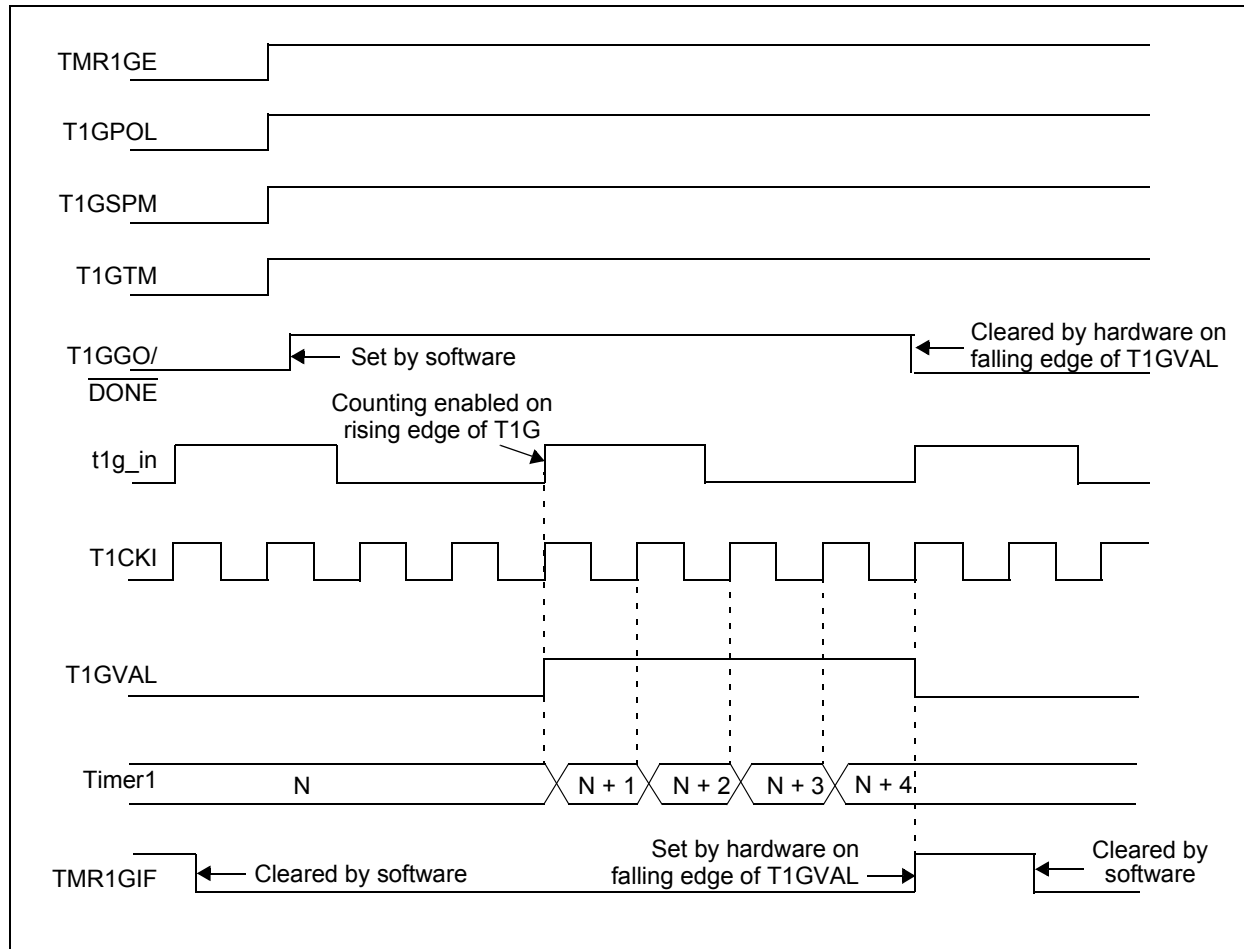 TMR1GE
T1GPOL
T1GSPM
T1GTM
T1GGO/
DONE
Set by software
Cleared by hardware on
falling edge of T1GVAL
Counting enabled on
rising edge of T1G
t1g_in
T1CKI
T1GVAL
Timer1
N
N + 1
N + 2
N + 3
N + 4
TMR1GIF
Cleared by software
Set by hardware on
falling edge of T1GVAL
Cleared by
software